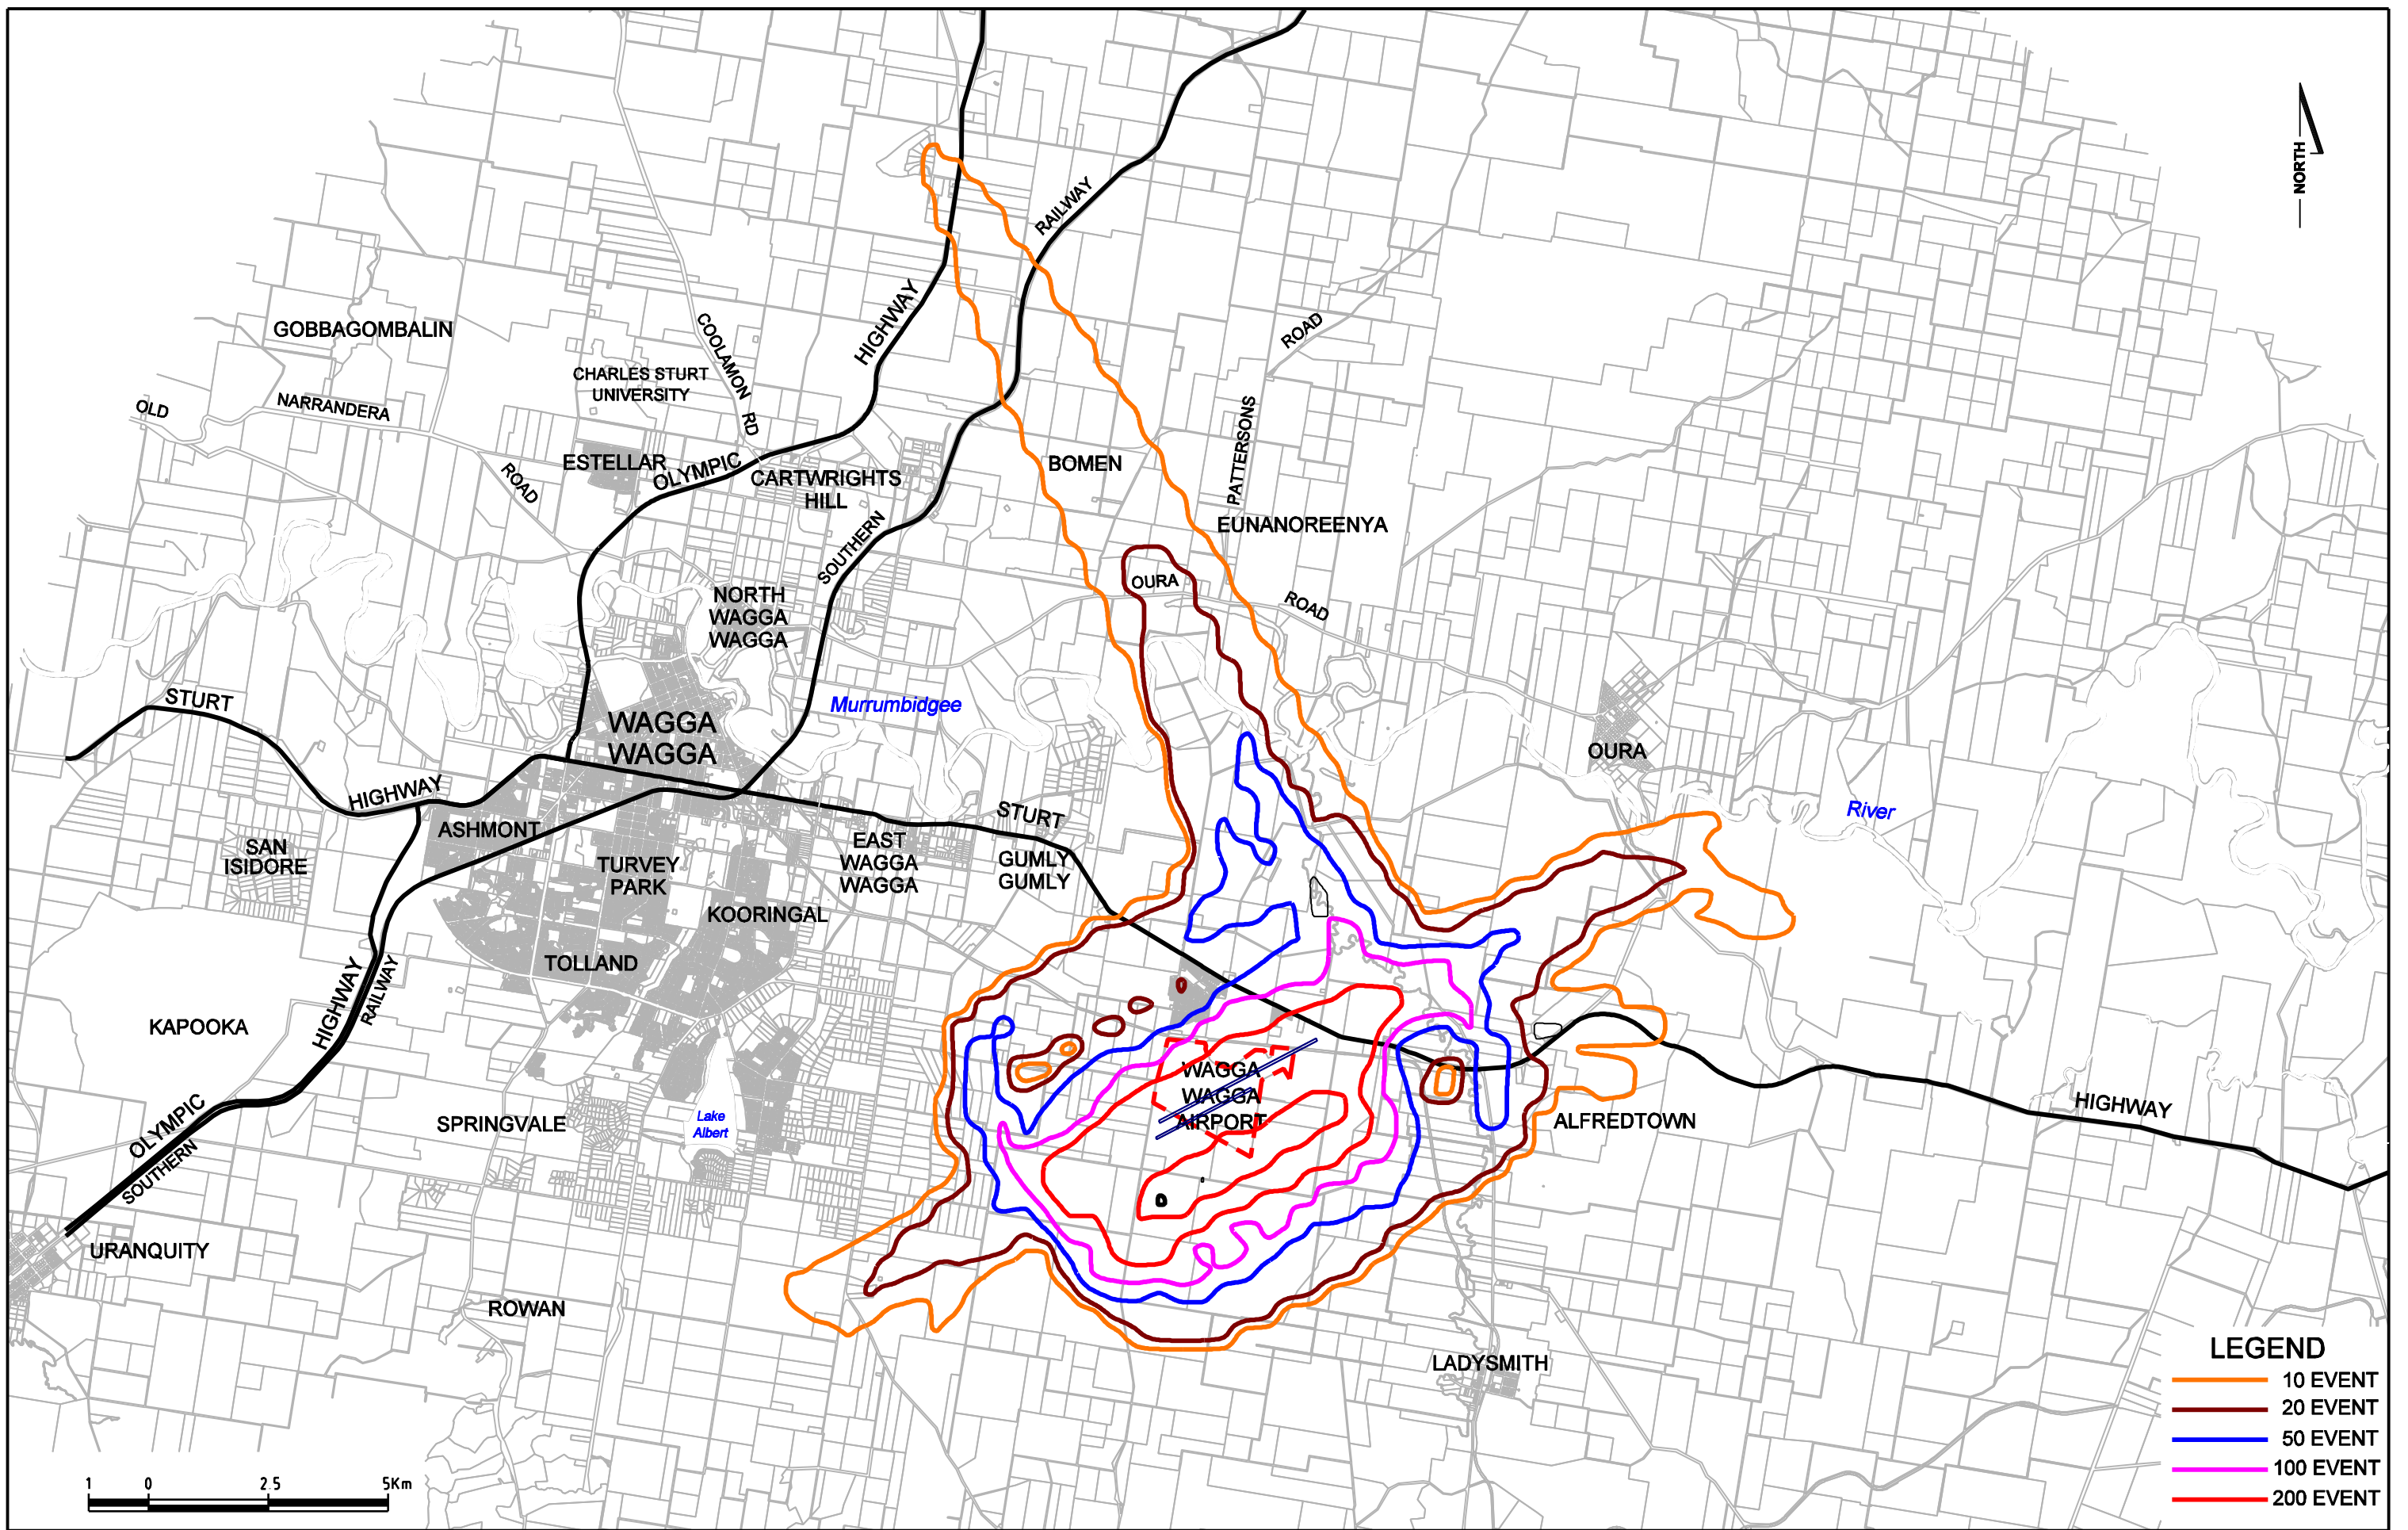 NORTH
RAILWAY
HIGHWAY
GOBBAGOMBALIN
COOLAMON RD
ROAD
CHARLES STURT
UNIVERSITY
OLD
NARRANDERA
PATTERSONS
ROAD
ESTELLAR
OLYMPIC
CARTWRIGHTS
HILL
BOMEN
EUNANOREENYA
SOUTHERN
OURA
ROAD
NORTH
WAGGA
WAGGA
STURT
Murrumbidgee
WAGGA
WAGGA
OURA
HIGHWAY
STURT
River
ASHMONT
SAN
ISIDORE
TURVEY
PARK
EAST
WAGGA
WAGGA
GUMLY
GUMLY
KOORINGAL
TOLLAND
HIGHWAY
RAILWAY
KAPOOKA
WAGGA
WAGGA
AIRPORT
OLYMPIC
SOUTHERN
SPRINGVALE
Lake
Albert
ALFREDTOWN
HIGHWAY
URANQUITY
ROWAN
LADYSMITH
LEGEND
10 EVENT
20 EVENT
50 EVENT
100 EVENT
200 EVENT
1 0 2.5 5Km